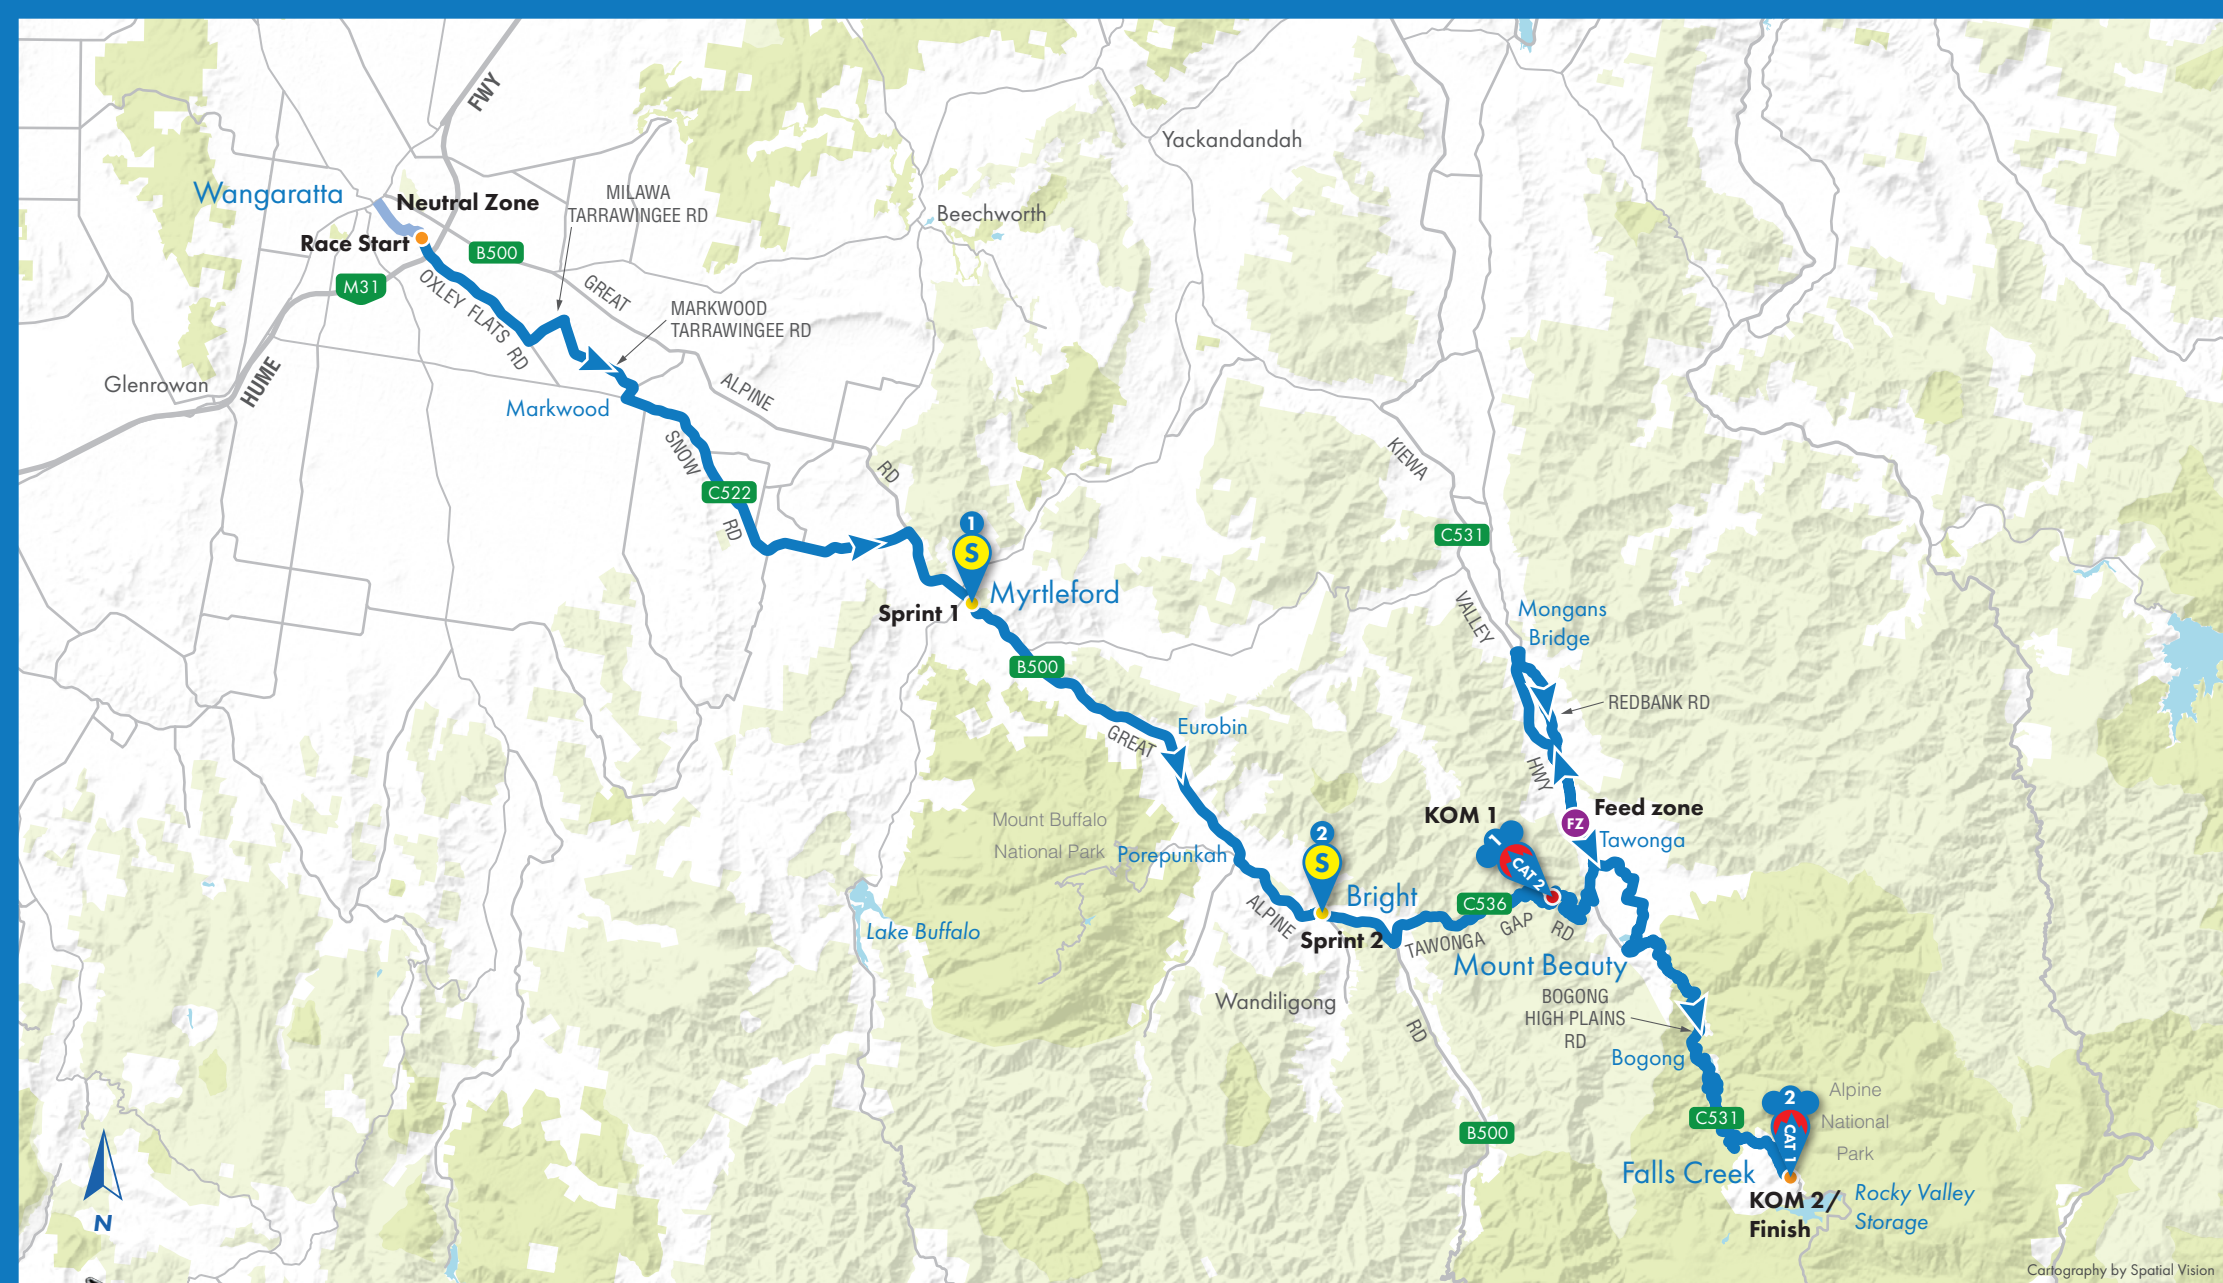 FWY
Yackandandah
Wangaratta
Neutral Zone
MILAWA
TARRAWINGEE RD
Beechworth
Race Start
B500
M31
OXLEY FLATS RD
GREAT
MARKWOOD
TARRAWINGEE RD
Glenrowan
HUME
ALPINE
Markwood
SNOW
RD
KIEWA
C522
RD
1
S
C531
Myrtleford
Sprint 1
VALLEY
Mongans
Bridge
B500
REDBANK RD
Eurobin
GREAT
HWY
Mount Buffalo
National Park
Porepunkah
2
S
KOM 1
1
CAT 2
Feed zone
FZ
Tawonga
Bright
C536
ALPINE
Sprint 2
TAWONGA GAP RD
Lake Buffalo
Mount Beauty
Wandiligong
BOGONG
HIGH PLAINS
RD
RD
Bogong
Alpine
National
Park
2
CAT 1
C531
B500
Falls Creek
KOM 2/
Finish
Rocky Valley
Storage
N
Cartography by Spatial Vision